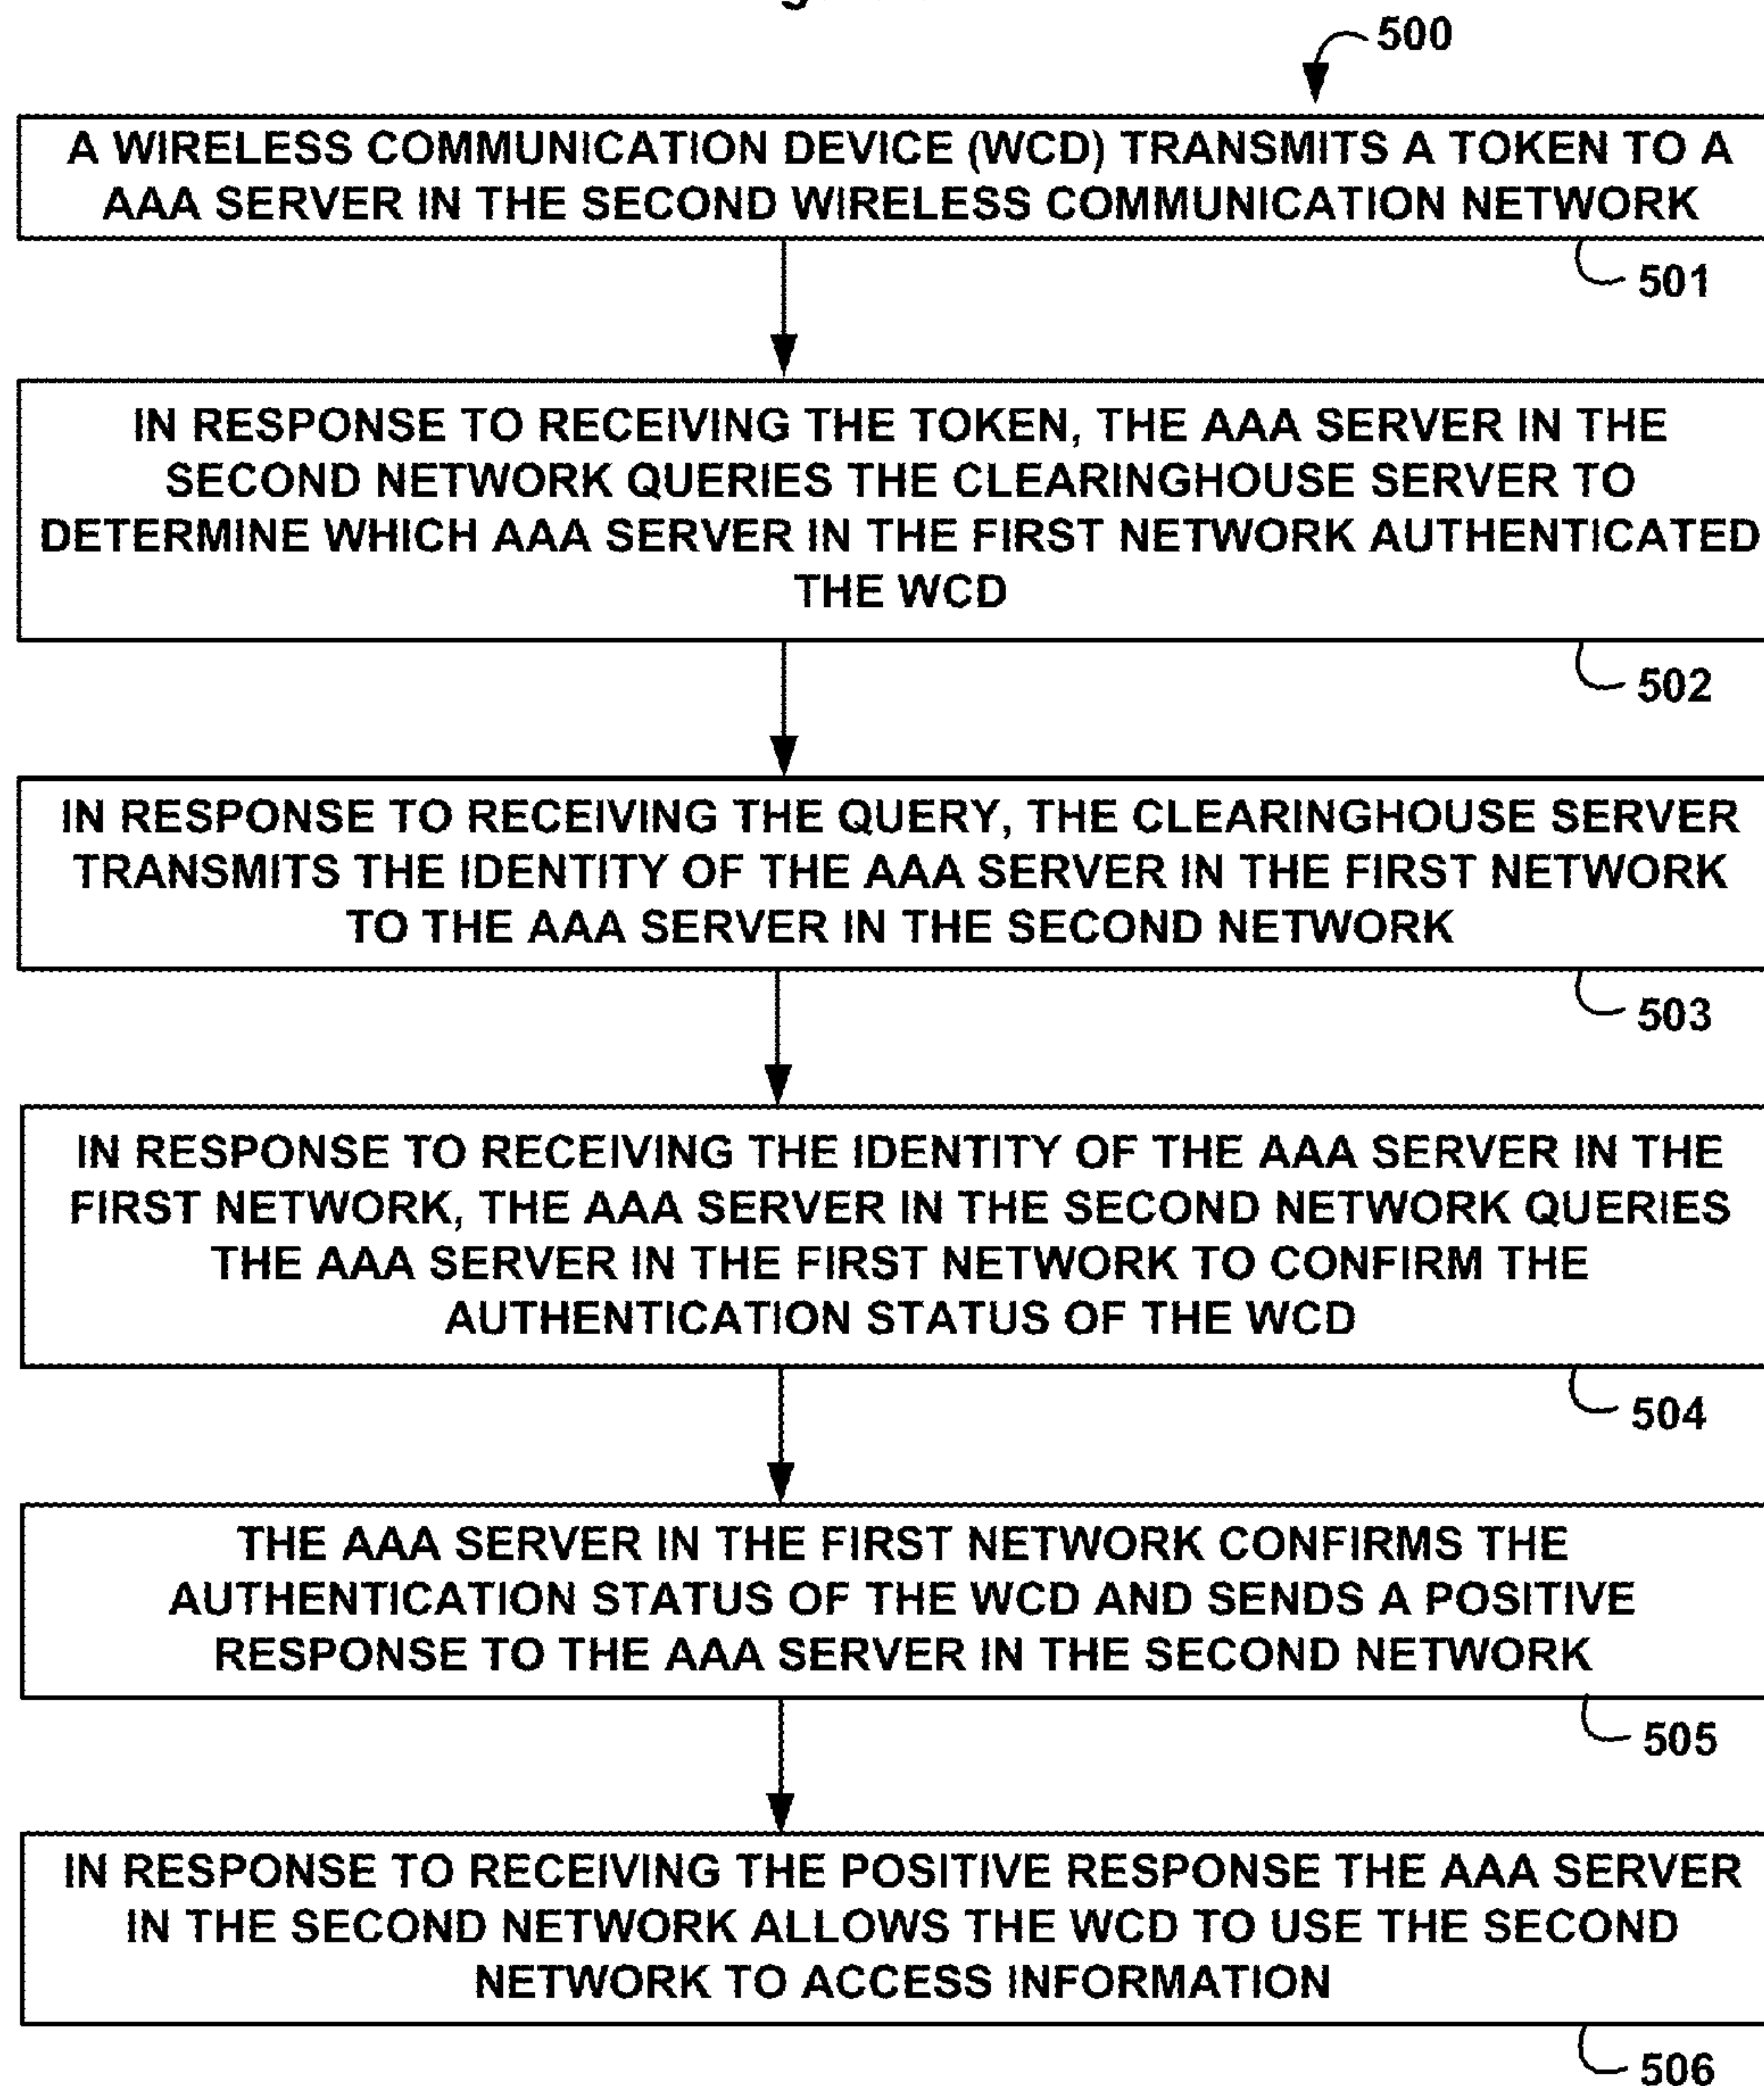 500
A WIRELESS COMMUNICATION DEVICE (WCD) TRANSMITS A TOKEN TO A
AAA SERVER IN THE SECOND WIRELESS COMMUNICATION NETWORK
501
IN RESPONSE TO RECEIVING THE TOKEN, THE AAA SERVER IN THE
SECOND NETWORK QUERIES THE CLEARINGHOUSE SERVER TO
DETERMINE WHICH AAA SERVER IN THE FIRST NETWORK AUTHENTICATED
THE WCD
502
IN RESPONSE TO RECEIVING THE QUERY, THE CLEARINGHOUSE SERVER
TRANSMITS THE IDENTITY OF THE AAA SERVER IN THE FIRST NETWORK
TO THE AAA SERVER IN THE SECOND NETWORK
503
IN RESPONSE TO RECEIVING THE IDENTITY OF THE AAA SERVER IN THE
FIRST NETWORK, THE AAA SERVER IN THE SECOND NETWORK QUERIES
THE AAA SERVER IN THE FIRST NETWORK TO CONFIRM THE
AUTHENTICATION STATUS OF THE WCD
504
THE AAA SERVER IN THE FIRST NETWORK CONFIRMS THE
AUTHENTICATION STATUS OF THE WCD AND SENDS A POSITIVE
RESPONSE TO THE AAA SERVER IN THE SECOND NETWORK
505
IN RESPONSE TO RECEIVING THE POSITIVE RESPONSE THE AAA SERVER
IN THE SECOND NETWORK ALLOWS THE WCD TO USE THE SECOND
NETWORK TO ACCESS INFORMATION
506